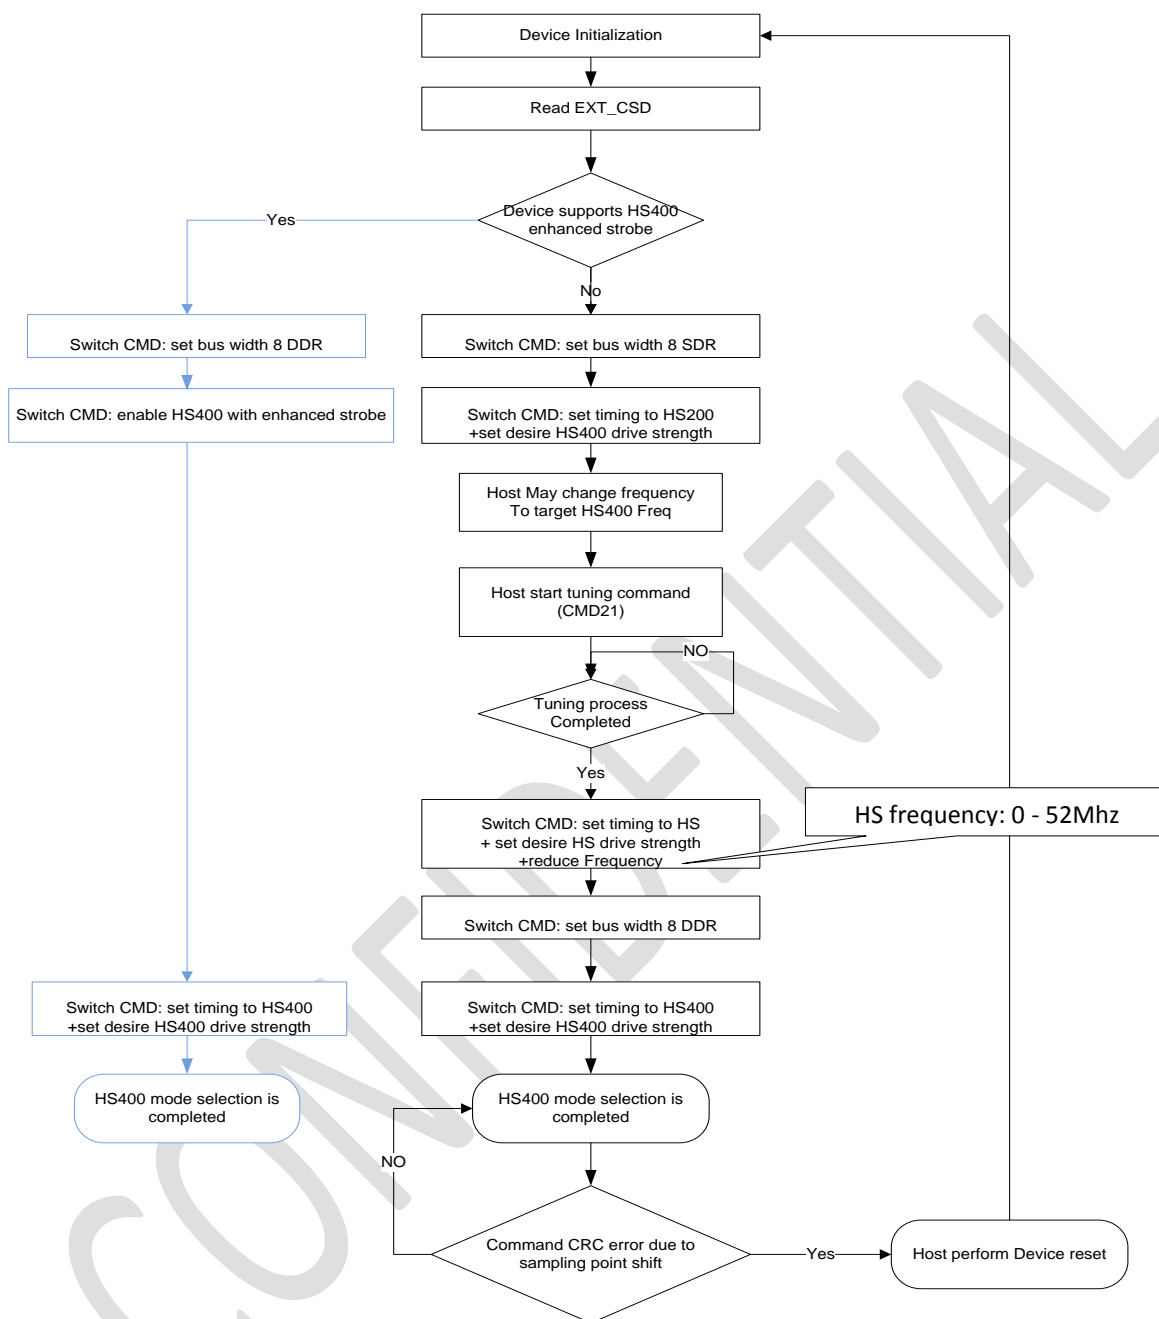 Device Initialization
Read EXT_CSD
Device supports HS400
enhanced strobe
Yes
No
Switch CMD: set bus width 8 DDR
Switch CMD: set bus width 8 SDR
Switch CMD: enable HS400 with enhanced strobe
Switch CMD: set timing to HS200
+set desire HS400 drive strength
Host May change frequency
To target HS400 Freq
Host start tuning command
(CMD21)
NO
Tuning process
Completed
Yes
Switch CMD: set timing to HS
+ set desire HS drive strength
+reduce Frequency
HS frequency: 0 - 52Mhz
Switch CMD: set bus width 8 DDR
Switch CMD: set timing to HS400
+set desire HS400 drive strength
Switch CMD: set timing to HS400
+set desire HS400 drive strength
HS400 mode selection is
completed
HS400 mode selection is
completed
NO
Command CRC error due to
sampling point shift
Yes
Host perform Device reset
CONFIDENTIAL